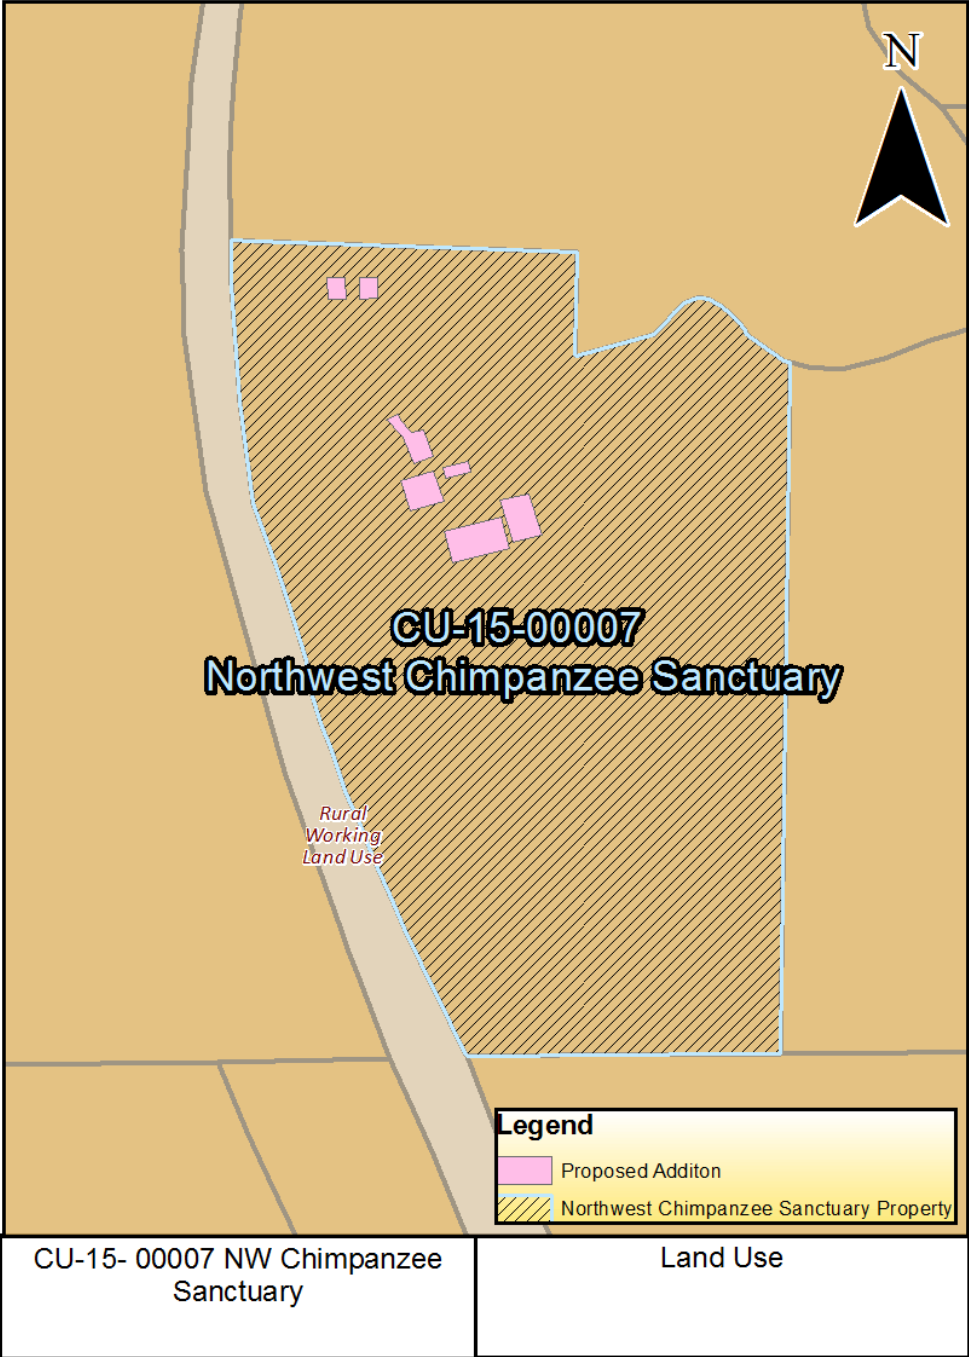 N
CU-15-00007
Northwest Chimpanzee Sanctuary
Rural
Working
Land Use
Legend
Proposed Additon
Northwest Chimpanzee Sanctuary Property
CU-15- 00007 NW Chimpanzee
Sanctuary
Land Use